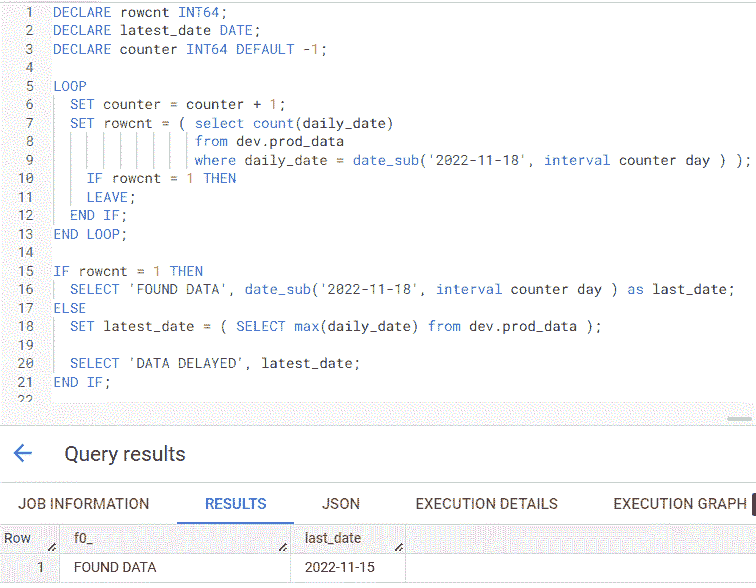 1 DECLARE rowcnt INT64;
2 DECLARE latest_date DATE;
3 DECLARE counter INT64 DEFAULT -1;
4
5 LOOP
6 SET counter = counter + 1;
7 SET rowcnt = ( select count(daily_date)
8 from dev.prod_data
9 where daily_date = date_sub('2022-11-18', interval counter day ) );
10 IF rowcnt = 1 THEN
11 LEAVE;
12 END IF;
13 END LOOP;
14
15 IF rowcnt = 1 THEN
16 SELECT 'FOUND DATA', date_sub('2022-11-18', interval counter day ) as last_date;
17 ELSE
18 SET latest_date = ( SELECT max(daily_date) from dev.prod_data );
19
20 SELECT 'DATA DELAYED', latest_date;
21 END IF;
22
Query results
JOB INFORMATION RESULTS JSON EXECUTION DETAILS EXECUTION GRAPH
Row f0_ last_date
1 FOUND DATA 2022-11-15